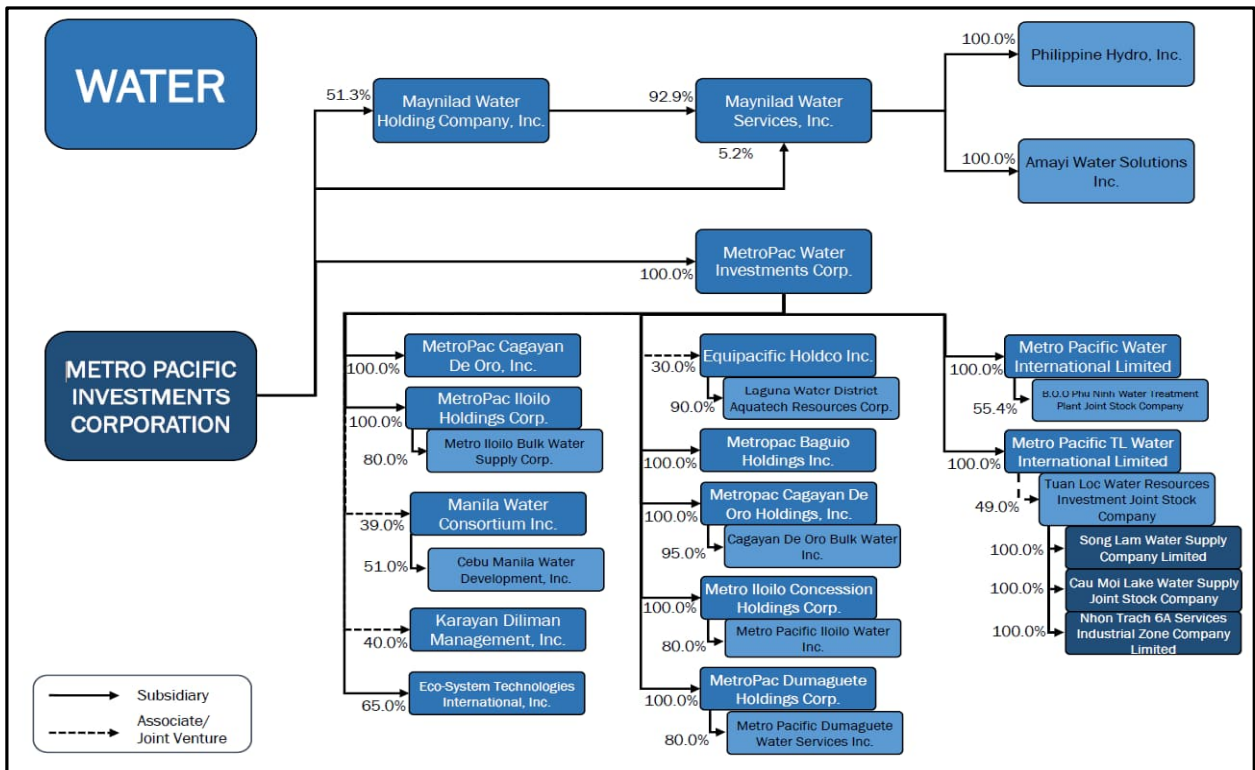 WATER
51.3%
Maynilad Water
Holding Company, Inc.
92.9%
Maynilad Water
Services, Inc.
5.2%
100.0%
Philippine Hydro, Inc.
100.0%
Amayi Water Solutions
Inc.
METRO PACIFIC
INVESTMENTS
CORPORATION
100.0%
MetroPac Water
Investments Corp.
100.0%
MetroPac Cagayan
De Oro, Inc.
100.0%
MetroPac Iloilo
Holdings Corp.
80.0%
Metro Iloilo Bulk Water
Supply Corp.
39.0%
Manila Water
Consortium Inc.
51.0%
Cebu Manila Water
Development, Inc.
40.0%
Karayan Diliman
Management, Inc.
65.0%
Eco-System Technologies
International, Inc.
30.0%
Equipacific Holdco Inc.
90.0%
Laguna Water District
Aquatech Resources Corp.
100.0%
Metropac Baguio
Holdings Inc.
100.0%
Metropac Cagayan De
Oro Holdings, Inc.
95.0%
Cagayan De Oro Bulk Water
Inc.
100.0%
Metro Iloilo Concession
Holdings Corp.
80.0%
Metro Pacific Iloilo Water
Inc.
100.0%
MetroPac Dumaguete
Holdings Corp.
80.0%
Metro Pacific Dumaguete
Water Services Inc.
100.0%
Metro Pacific Water
International Limited
55.4%
B.O.O Phu Ninh Water Treatment
Plant Joint Stock Company
100.0%
Metro Pacific TL Water
International Limited
49.0%
Tuan Loc Water Resources
Investment Joint Stock
Company
100.0%
Song Lam Water Supply
Company Limited
100.0%
Cau Moi Lake Water Supply
Joint Stock Company
100.0%
Nhon Trach 6A Services
Industrial Zone Company
Limited
Subsidiary
Associate/
Joint Venture